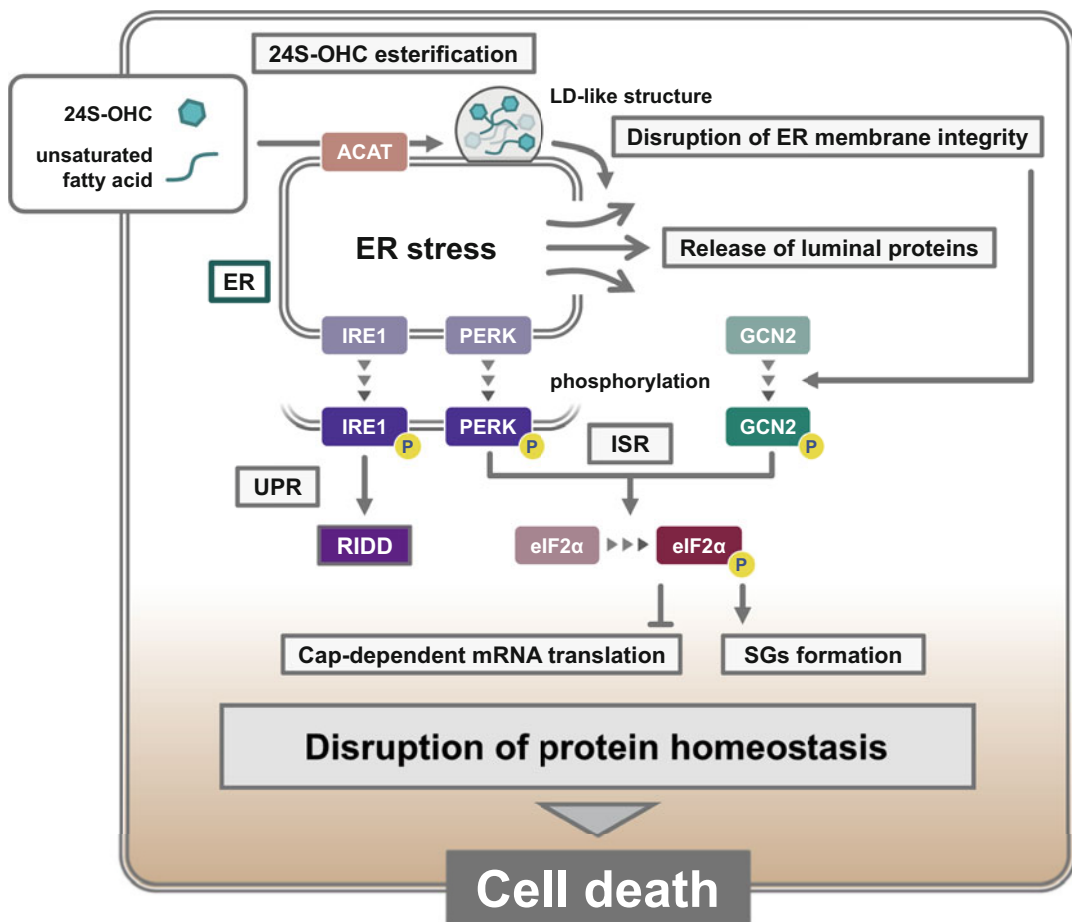 24S-OHC esterification
24S-OHC
unsaturated
fatty acid
LD-like structure
ACAT
Disruption of ER membrane integrity
ER stress
Release of luminal proteins
ER
IRE1
PERK
GCN2
phosphorylation
IRE1
P
PERK
P
GCN2
P
ISR
UPR
RIDD
eIF2α
eIF2α
P
Cap-dependent mRNA translation
SGs formation
Disruption of protein homeostasis
Cell death